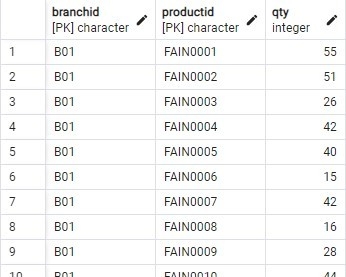 branchid productid qty
[PK] character [PK] character integer
1 B01 FAIN0001 55
2 B01 FAIN0002 51
3 B01 FAIN0003 26
4 B01 FAIN0004 42
5 B01 FAIN0005 40
6 B01 FAIN0006 15
7 B01 FAIN0007 42
8 B01 FAIN0008 16
9 B01 FAIN0009 28
10 B01 FAIN0010 44